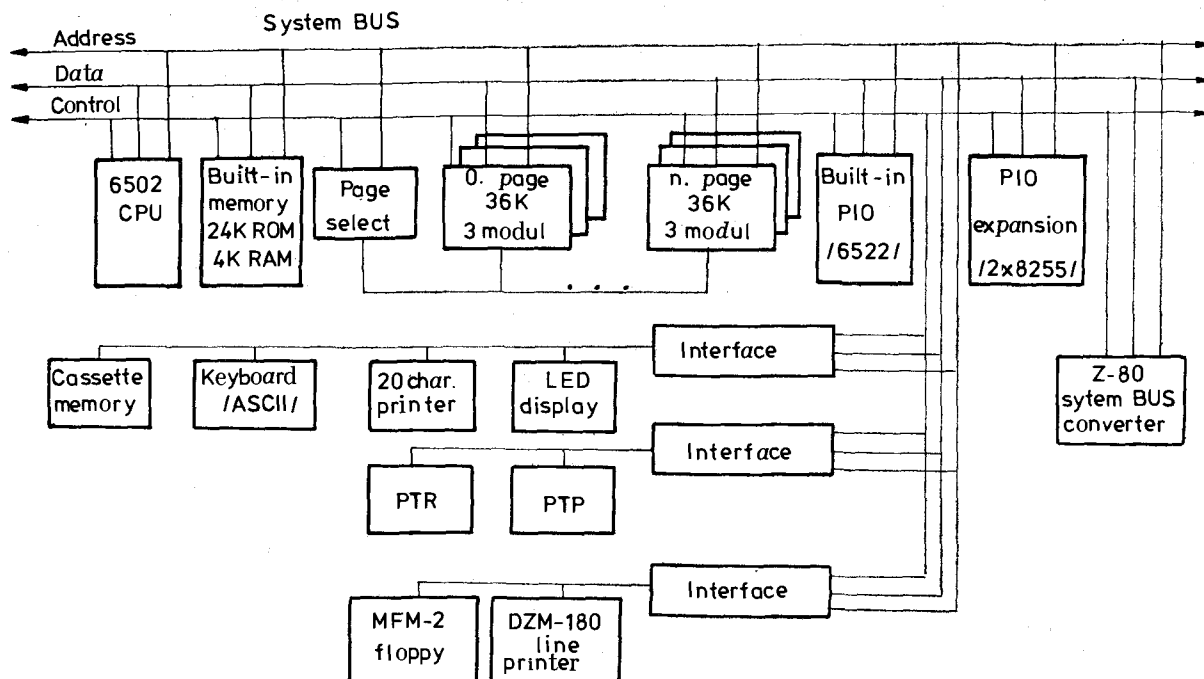 System BUS
Address
Data
Control
6502
CPU
Built-in
memory
24K ROM
4K RAM
Page
select
0. page
36K
3 modul
n. page
36K
3 modul
Built-in
PIO
/6522/
PIO
expansion
/2x8255/
. . .
Cassette
memory
Keyboard
/ASCII/
20 char.
printer
LED
display
Interface
Z-80
sytem BUS
converter
PTR
PTP
Interface
MFM-2
floppy
DZM-180
line
printer
Interface